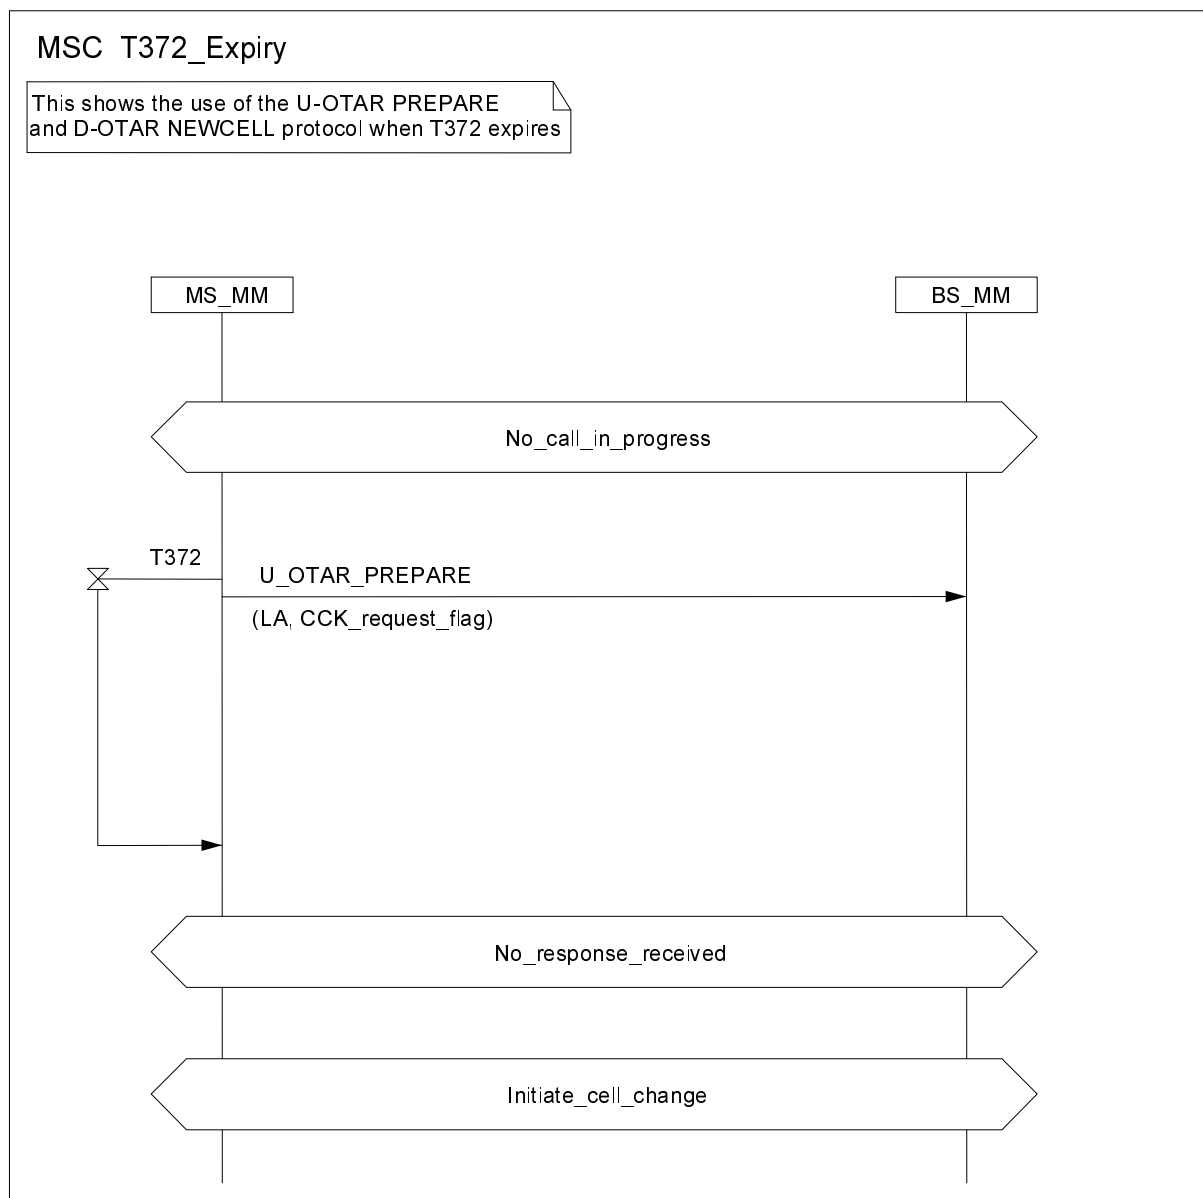 MSC T372_Expiry
This shows the use of the U-OTAR PREPARE
and D-OTAR NEWCELL protocol when T372 expires
MS_MM
BS_MM
No_call_in_progress
T372
U_OTAR_PREPARE
(LA, CCK_request_flag)
No_response_received
Initiate_cell_change